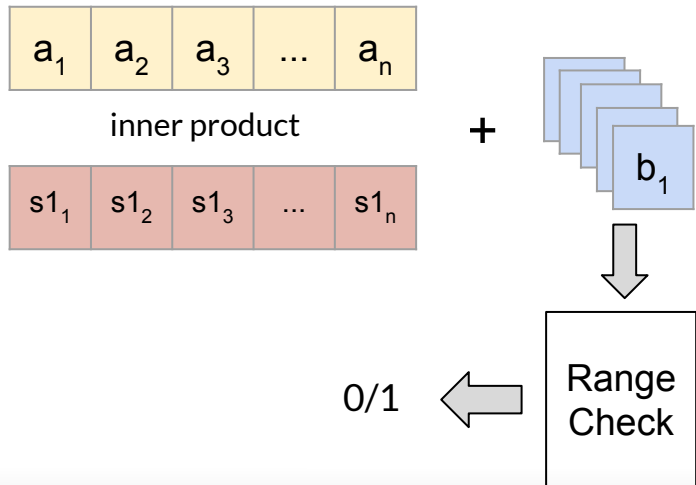 a₁ a₂ a₃ ... aₙ
inner product
+
b₁
s1₁ s1₂ s1₃ ... s1ₙ
0/1
Range
Check